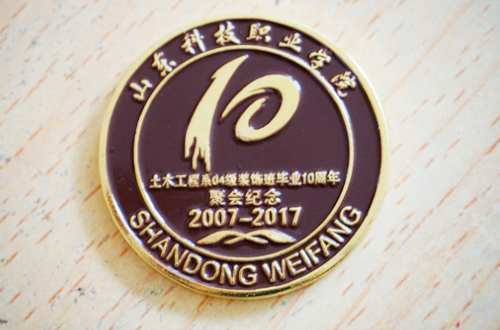 山东科技职业学院
10
土木工程系04级装饰班毕业10周年
聚会纪念
2007-2017
SHANDONG WEIFANG